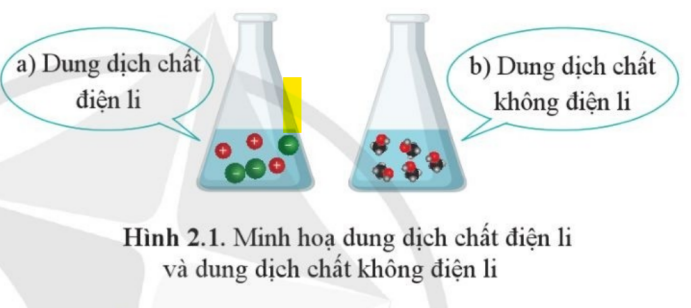 a) Dung dịch chất
điện li
b) Dung dịch chất
không điện li
+
+
−
−
−
+
Hình 2.1. Minh hoạ dung dịch chất điện li
và dung dịch chất không điện li